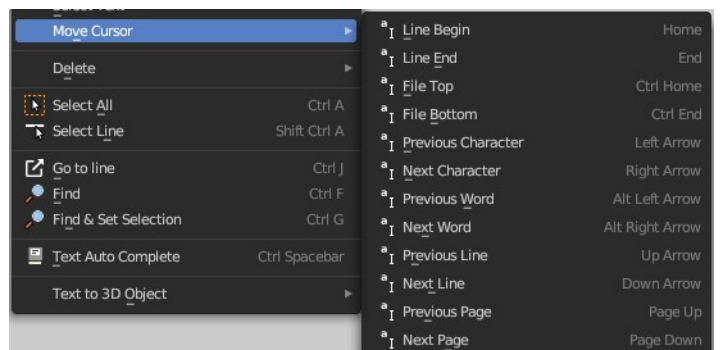 Move Cursor
Delete
Select All Ctrl A
Select Line Shift Ctrl A
Go to line Ctrl J
Find Ctrl F
Find & Set Selection Ctrl G
Text Auto Complete Ctrl Spacebar
Text to 3D Object
Line Begin Home
Line End End
File Top Ctrl Home
File Bottom Ctrl End
Previous Character Left Arrow
Next Character Right Arrow
Previous Word Alt Left Arrow
Next Word Alt Right Arrow
Previous Line Up Arrow
Next Line Down Arrow
Previous Page Page Up
Next Page Page Down